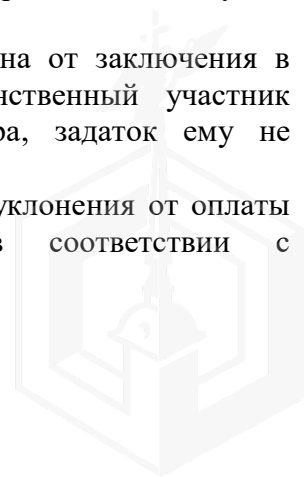 на от заключения в
нственный участник
ра, задаток ему не
уклонения от оплаты
в соответствии с